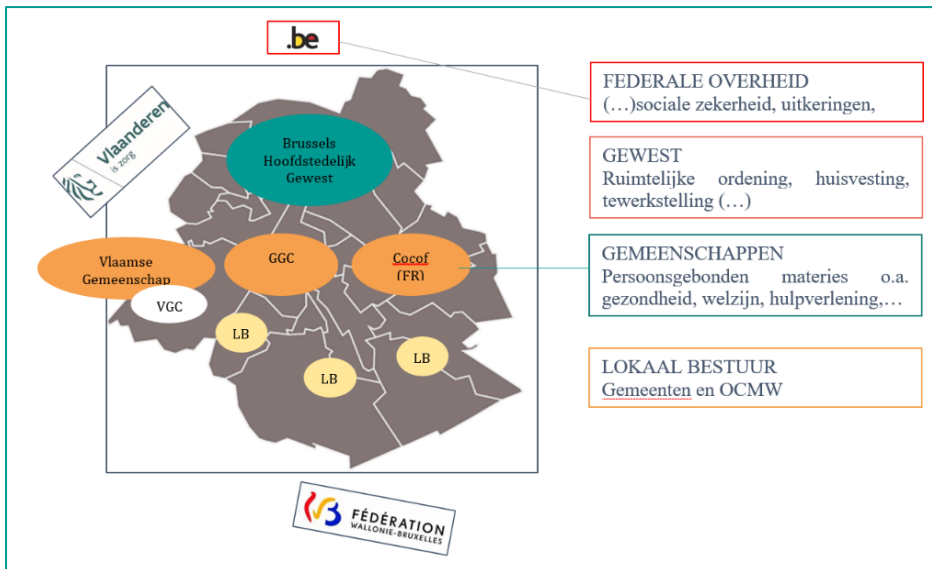 .be
Vlaanderen
is zorg
Brussels
Hoofdstedelijk
Gewest
Vlaamse
Gemeenschap
VGC
GGC
Cocof
(FR)
LB
LB
LB
FÉDÉRATION
WALLONIE-BRUXELLES
FEDERALE OVERHEID
(…)sociale zekerheid, uitkeringen,
GEWEST
Ruimtelijke ordening, huisvesting,
tewerkstelling (…)
GEMEENSCHAPPEN
Persoonsgebonden materies o.a.
gezondheid, welzijn, hulpverlening,…
LOKAAL BESTUUR
Gemeenten en OCMW